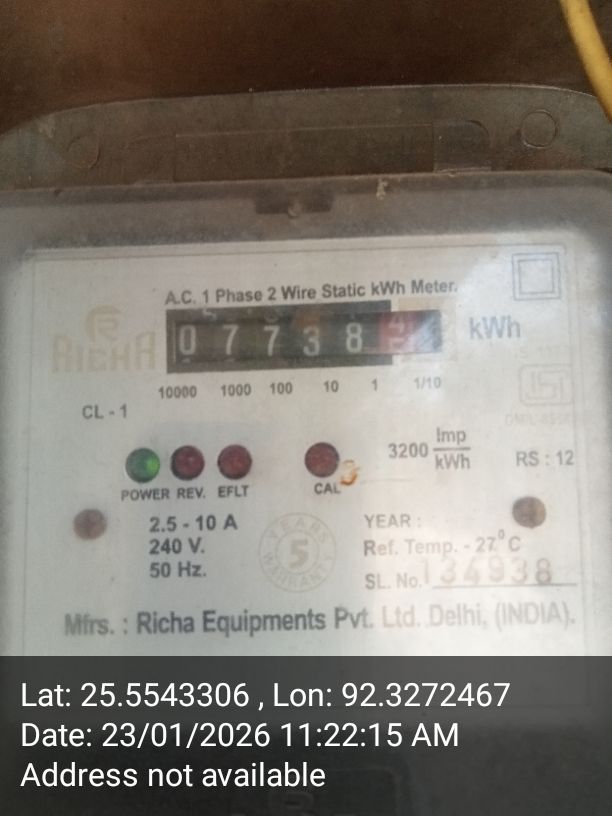 A.C. 1 Phase 2 Wire Static kWh Meter.
RICHA
0 7 7 3 8
kWh
10000 1000 100 10 1 1/10
CL - 1
3200 Imp/kWh
RS : 12
POWER REV. EFLT CAL
2.5 - 10 A
240 V.
50 Hz.
5 YEARS WARRANTY
YEAR :
Ref. Temp. - 27°C
SL. No. 134938
Mfrs. : Richa Equipments Pvt. Ltd. Delhi, (INDIA).
Lat: 25.5543306 , Lon: 92.3272467
Date: 23/01/2026 11:22:15 AM
Address not available